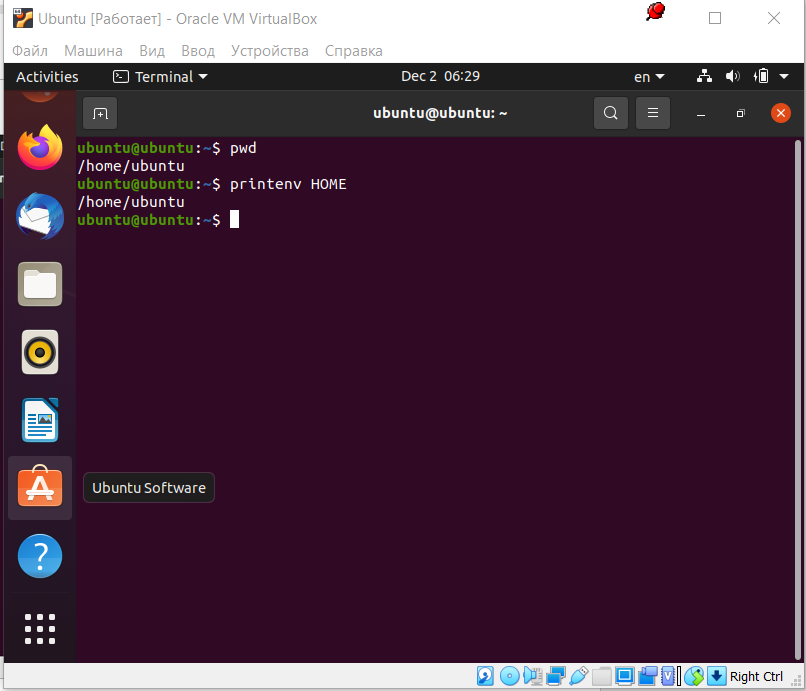 Ubuntu [Работает] - Oracle VM VirtualBox
Файл Машина Вид Ввод Устройства Справка
Activities Terminal Dec 2 06:29 en
ubuntu@ubuntu: ~
ubuntu@ubuntu:~$ pwd
/home/ubuntu
ubuntu@ubuntu:~$ printenv HOME
/home/ubuntu
ubuntu@ubuntu:~$
Ubuntu Software
Right Ctrl